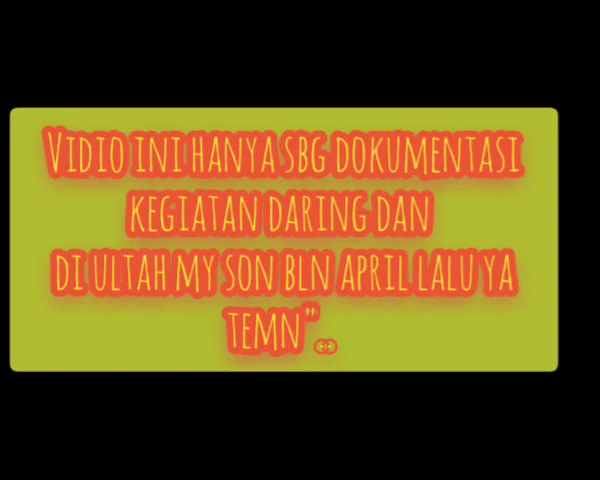 Vidio ini hanya sbg dokumentasi
kegiatan daring dan
di ultah my son bln april lalu ya
temn"